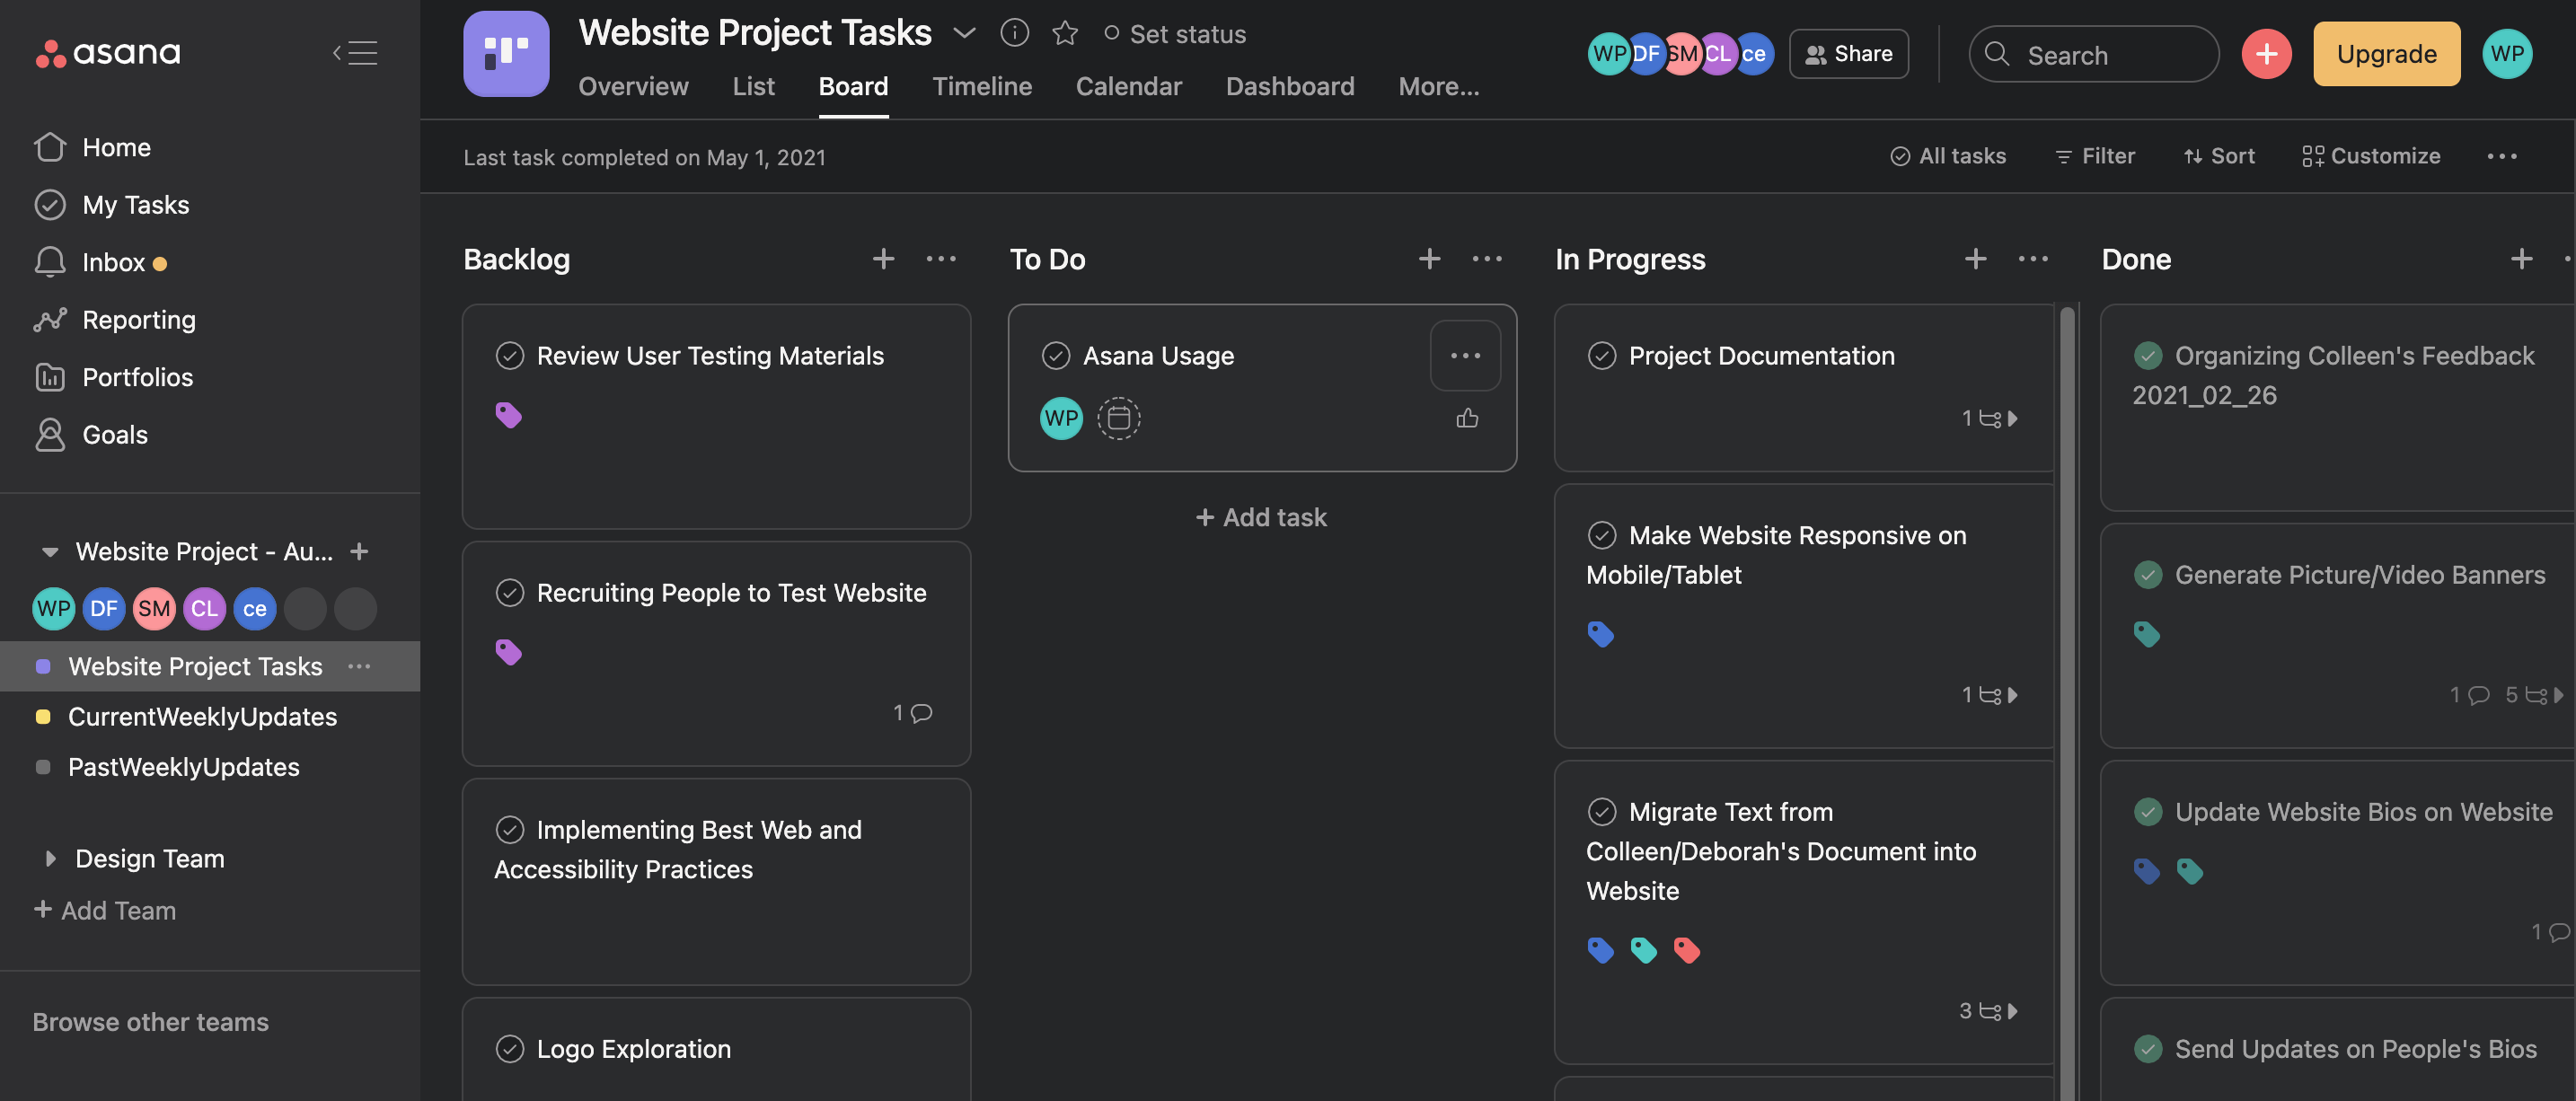 asana
Home
My Tasks
Inbox
Reporting
Portfolios
Goals
Website Project - Au...
WP DF SM CL ce
Website Project Tasks
CurrentWeeklyUpdates
PastWeeklyUpdates
Design Team
+ Add Team
Browse other teams
Website Project Tasks
Set status
Overview List Board Timeline Calendar Dashboard More...
WP DF SM CL ce
Share
Search
Upgrade
WP
Last task completed on May 1, 2021
All tasks Filter Sort Customize
Backlog
Review User Testing Materials
Recruiting People to Test Website
1
Implementing Best Web and
Accessibility Practices
Logo Exploration
To Do
Asana Usage
WP
+ Add task
In Progress
Project Documentation
1
Make Website Responsive on
Mobile/Tablet
1
Migrate Text from
Colleen/Deborah's Document into
Website
3
Done
Organizing Colleen's Feedback
2021_02_26
Generate Picture/Video Banners
1 5
Update Website Bios on Website
1
Send Updates on People's Bios